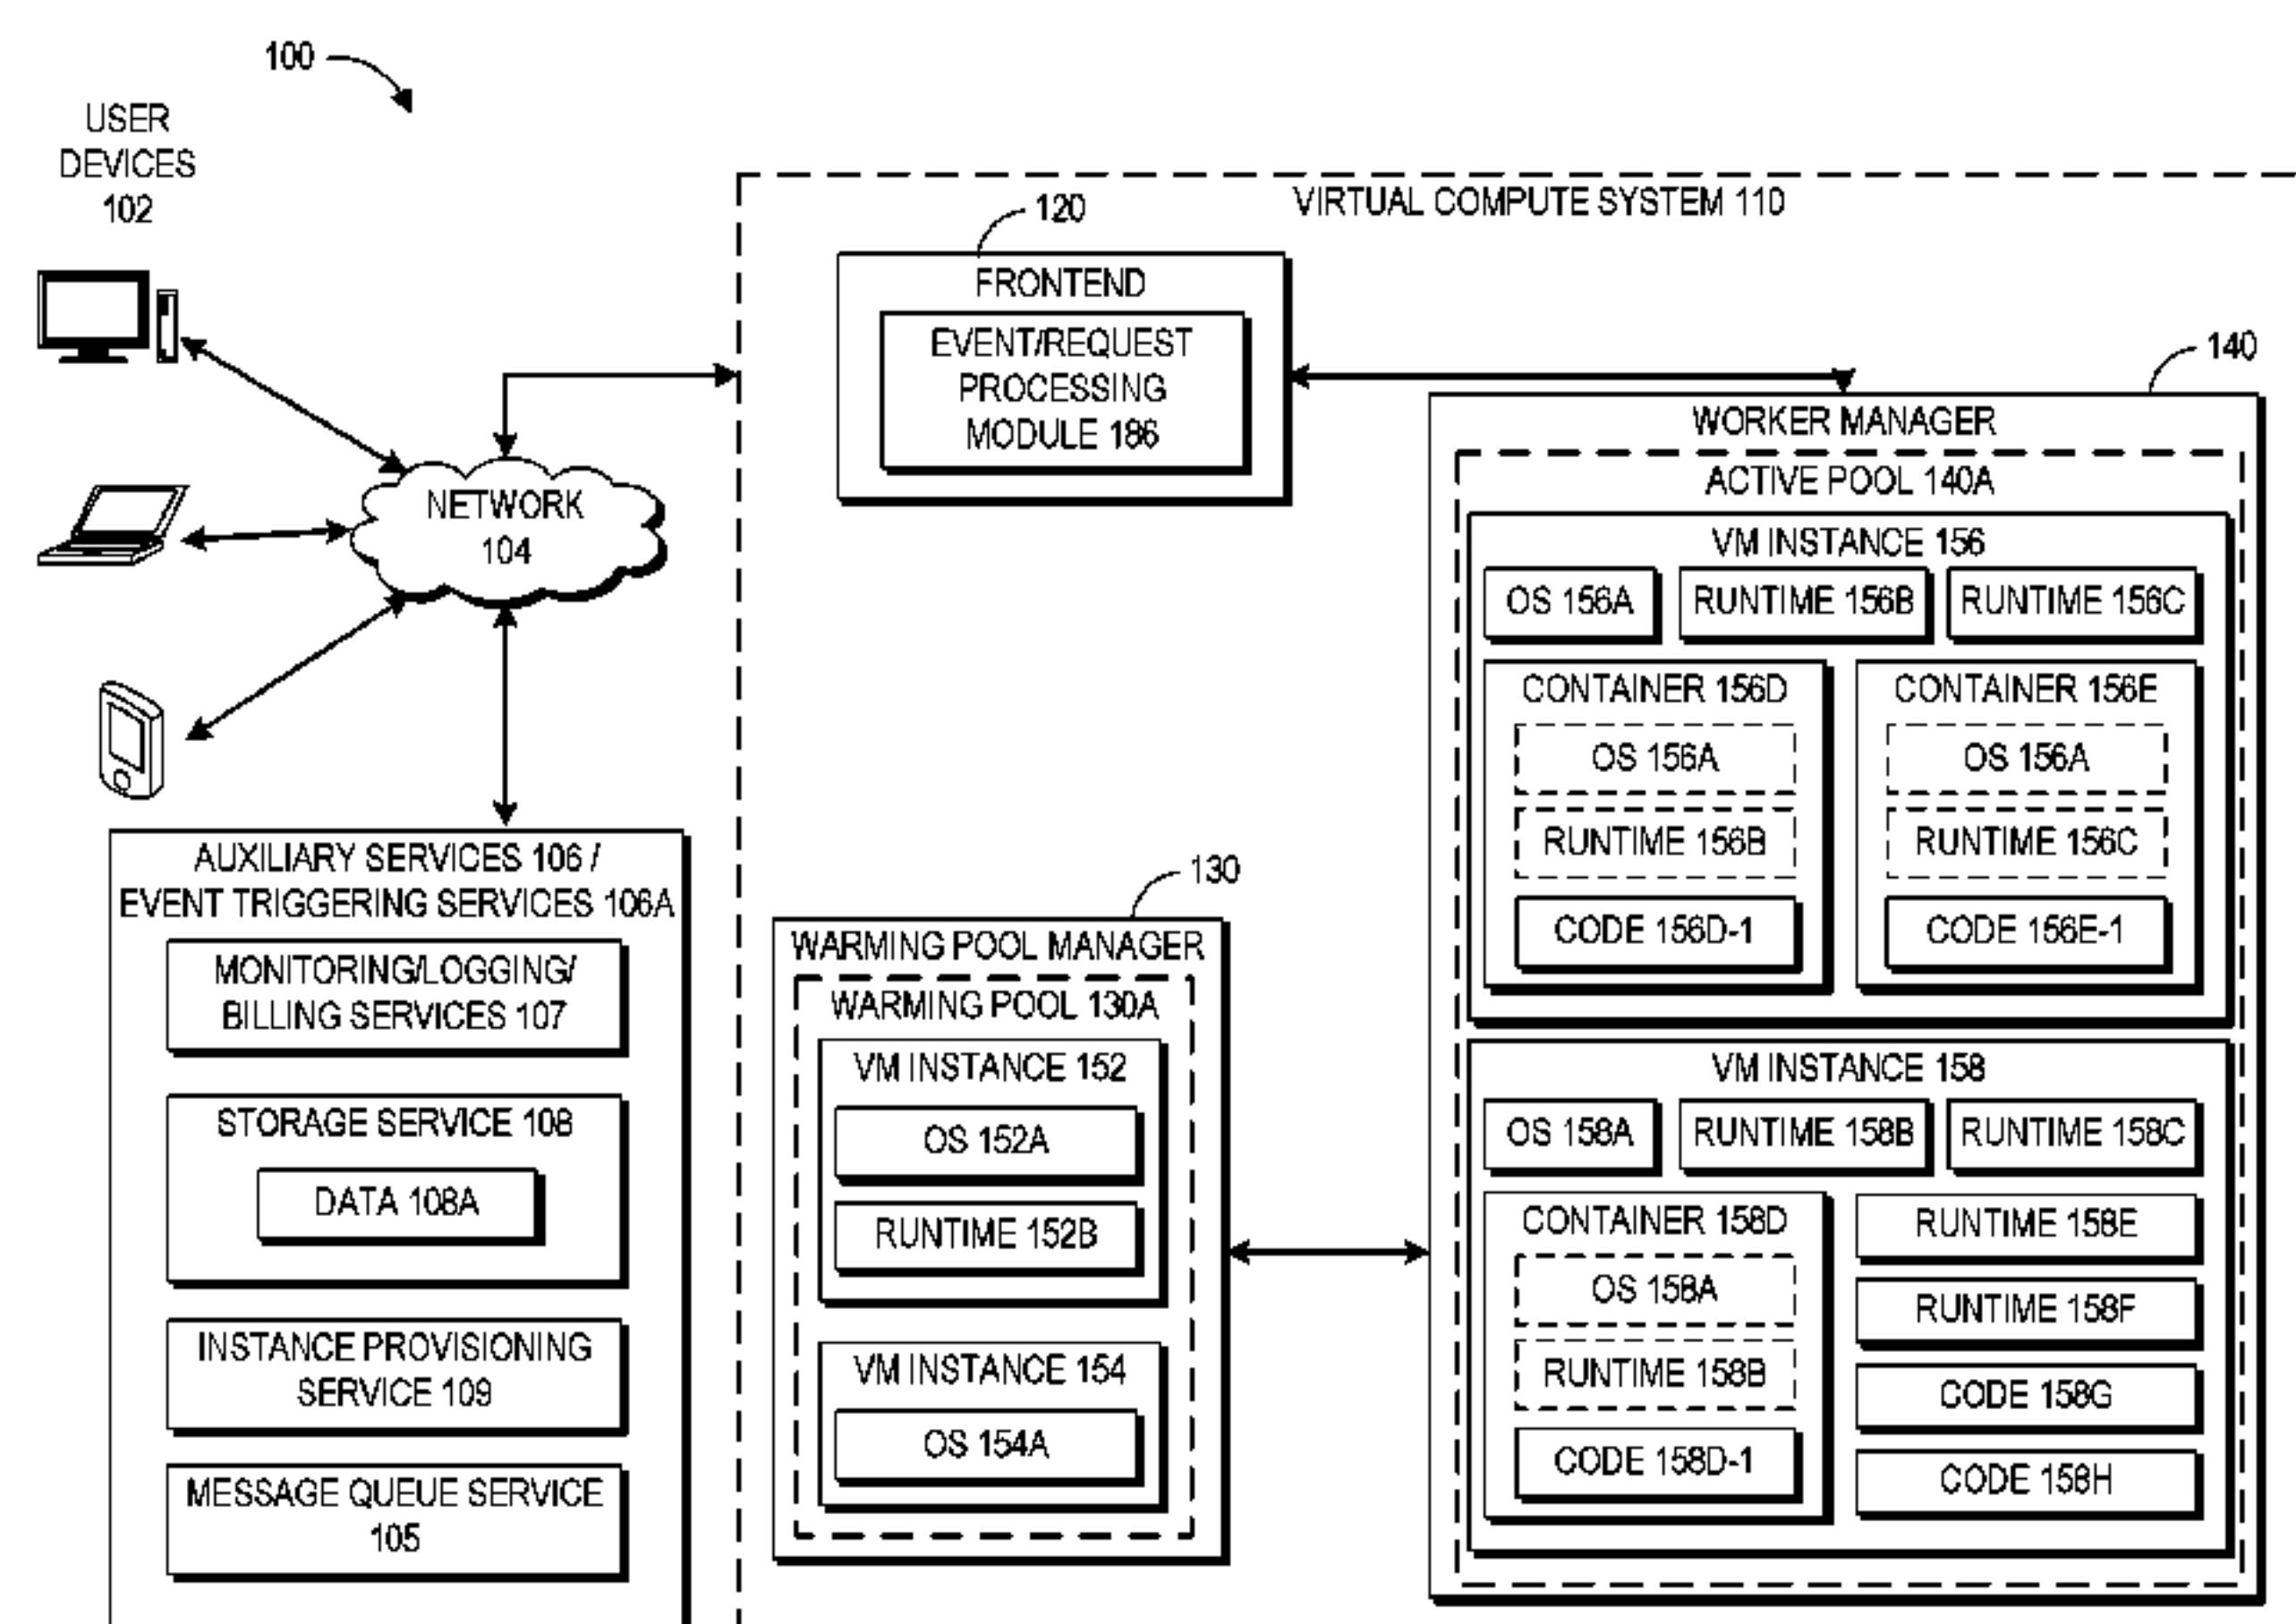 100
USER
DEVICES
102
NETWORK
104
AUXILIARY SERVICES 106 /
EVENT TRIGGERING SERVICES 106A
MONITORING/LOGGING/
BILLING SERVICES 107
STORAGE SERVICE 108
DATA 108A
INSTANCE PROVISIONING
SERVICE 109
MESSAGE QUEUE SERVICE
105
VIRTUAL COMPUTE SYSTEM 110
120
FRONTEND
EVENT/REQUEST
PROCESSING
MODULE 186
130
WARMING POOL MANAGER
WARMING POOL 130A
VM INSTANCE 152
OS 152A
RUNTIME 152B
VM INSTANCE 154
OS 154A
140
WORKER MANAGER
ACTIVE POOL 140A
VM INSTANCE 156
OS 156A
RUNTIME 156B
RUNTIME 156C
CONTAINER 156D
OS 156A
RUNTIME 156B
CODE 156D-1
CONTAINER 156E
OS 156A
RUNTIME 156C
CODE 156E-1
VM INSTANCE 158
OS 158A
RUNTIME 158B
RUNTIME 158C
CONTAINER 158D
OS 158A
RUNTIME 158B
CODE 158D-1
RUNTIME 158E
RUNTIME 158F
CODE 158G
CODE 158H